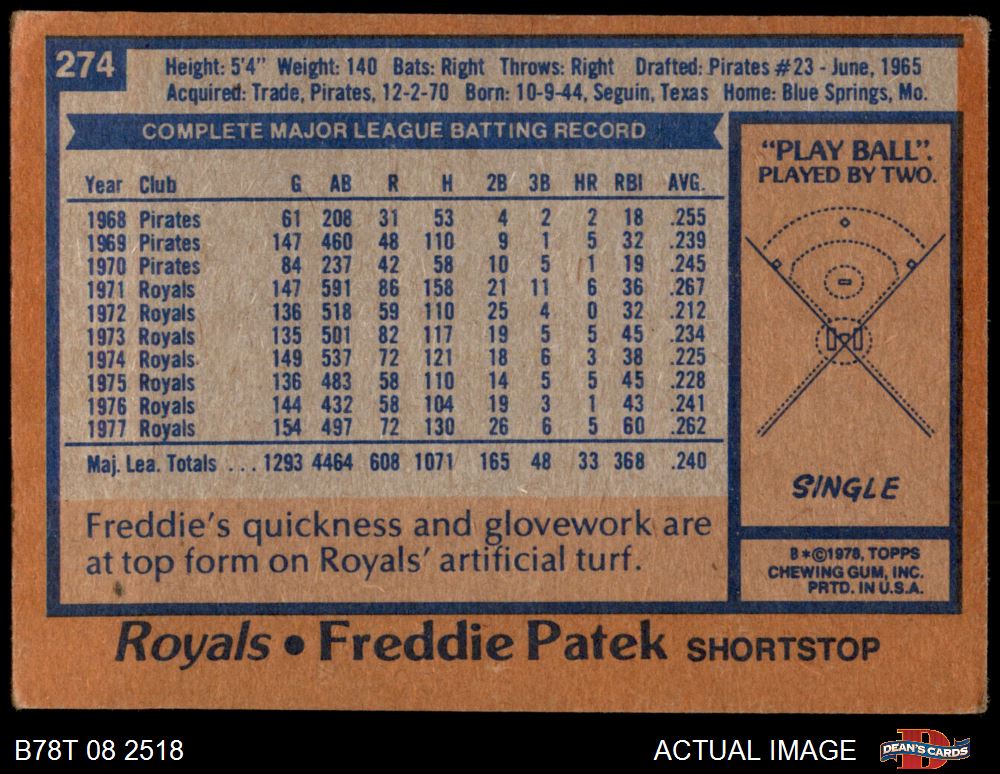 274
Height: 5'4" Weight: 140 Bats: Right Throws: Right Drafted: Pirates #23 - June, 1965
Acquired: Trade, Pirates, 12-2-70 Born: 10-9-44, Seguin, Texas Home: Blue Springs, Mo.
COMPLETE MAJOR LEAGUE BATTING RECORD
Year Club G AB R H 2B 3B HR RBI AVG.
1968 Pirates 61 208 31 53 4 2 2 18 .255
1969 Pirates 147 460 48 110 9 1 5 32 .239
1970 Pirates 84 237 42 58 10 5 1 19 .245
1971 Royals 147 591 86 158 21 11 6 36 .267
1972 Royals 136 518 59 110 25 4 0 32 .212
1973 Royals 135 501 82 117 19 5 5 45 .234
1974 Royals 149 537 72 121 18 6 3 38 .225
1975 Royals 136 483 58 110 14 5 5 45 .228
1976 Royals 144 432 58 104 19 3 1 43 .241
1977 Royals 154 497 72 130 26 6 5 60 .262
Maj. Lea. Totals ... 1293 4464 608 1071 165 48 33 368 .240
Freddie's quickness and glovework are
at top form on Royals' artificial turf.
"PLAY BALL".
PLAYED BY TWO.
SINGLE
B*©1978, TOPPS
CHEWING GUM, INC.
PRTD. IN U.S.A.
Royals • Freddie Patek SHORTSTOP
B78T 08 2518
ACTUAL IMAGE
DEAN'S CARDS